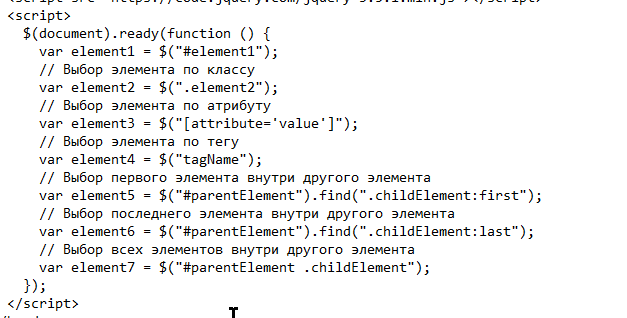 <script>
$(document).ready(function () {
var element1 = $("#element1");
// Выбор элемента по классу
var element2 = $(".element2");
// Выбор элемента по атрибуту
var element3 = $("[attribute='value']");
// Выбор элемента по тегу
var element4 = $("tagName");
// Выбор первого элемента внутри другого элемента
var element5 = $("#parentElement").find(".childElement:first");
// Выбор последнего элемента внутри другого элемента
var element6 = $("#parentElement").find(".childElement:last");
// Выбор всех элементов внутри другого элемента
var element7 = $("#parentElement .childElement");
});
</script>